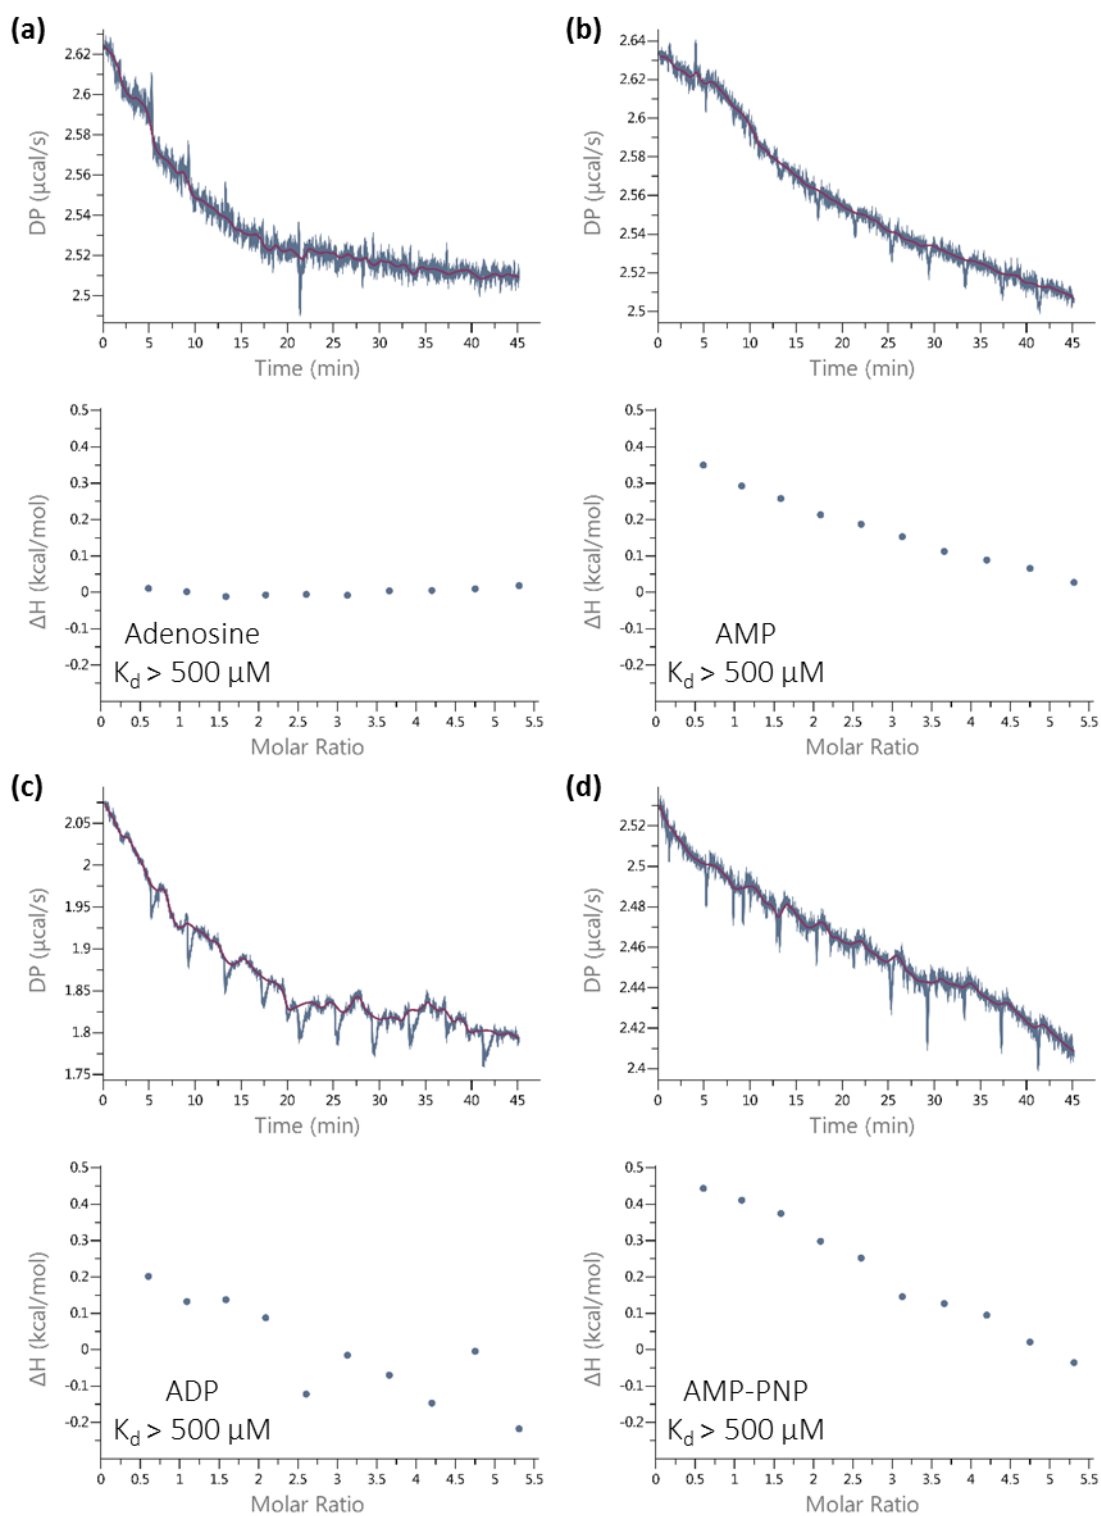 (a)
2.62
2.6
2.58
2.56
2.54
2.52
2.5
DP (µcal/s)
0 5 10 15 20 25 30 35 40 45
Time (min)
0.5
0.4
0.3
0.2
0.1
0
-0.1
-0.2
ΔH (kcal/mol)
Adenosine
Kd > 500 µM
0 0.5 1 1.5 2 2.5 3 3.5 4 4.5 5 5.5
Molar Ratio
(b)
2.64
2.62
2.6
2.58
2.56
2.54
2.52
2.5
DP (µcal/s)
0 5 10 15 20 25 30 35 40 45
Time (min)
0.5
0.4
0.3
0.2
0.1
0
-0.1
-0.2
ΔH (kcal/mol)
AMP
Kd > 500 µM
0 0.5 1 1.5 2 2.5 3 3.5 4 4.5 5 5.5
Molar Ratio
(c)
2.05
2
1.95
1.9
1.85
1.8
1.75
DP (µcal/s)
0 5 10 15 20 25 30 35 40 45
Time (min)
0.5
0.4
0.3
0.2
0.1
0
-0.1
-0.2
ΔH (kcal/mol)
ADP
Kd > 500 µM
0 0.5 1 1.5 2 2.5 3 3.5 4 4.5 5 5.5
Molar Ratio
(d)
2.52
2.5
2.48
2.46
2.44
2.42
2.4
DP (µcal/s)
0 5 10 15 20 25 30 35 40 45
Time (min)
0.5
0.4
0.3
0.2
0.1
0
-0.1
-0.2
ΔH (kcal/mol)
AMP-PNP
Kd > 500 µM
0 0.5 1 1.5 2 2.5 3 3.5 4 4.5 5 5.5
Molar Ratio